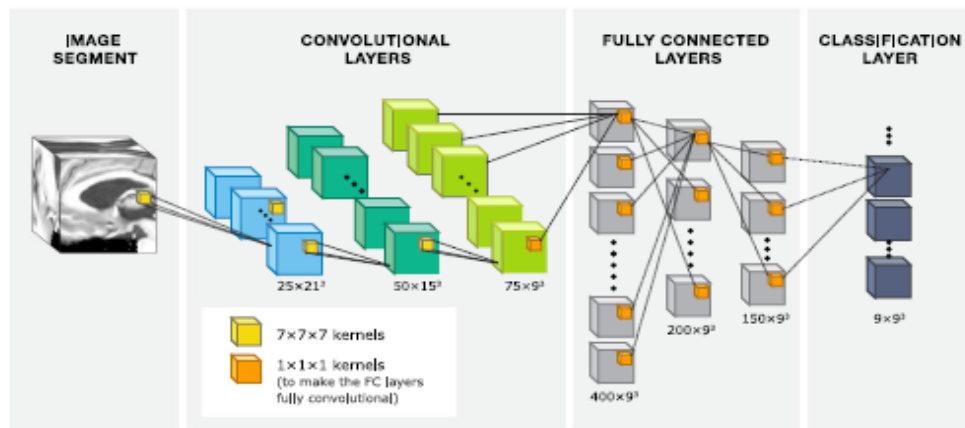 IMAGE
SEGMENT
CONVOLUTIONAL
LAYERS
FULLY CONNECTED
LAYERS
CLASSIFICATION
LAYER
25×21³
50×15³
75×9³
400×9³
200×9³
150×9³
9×9³
7×7×7 kernels
1×1×1 kernels
(to make the FC layers
fully convolutional)